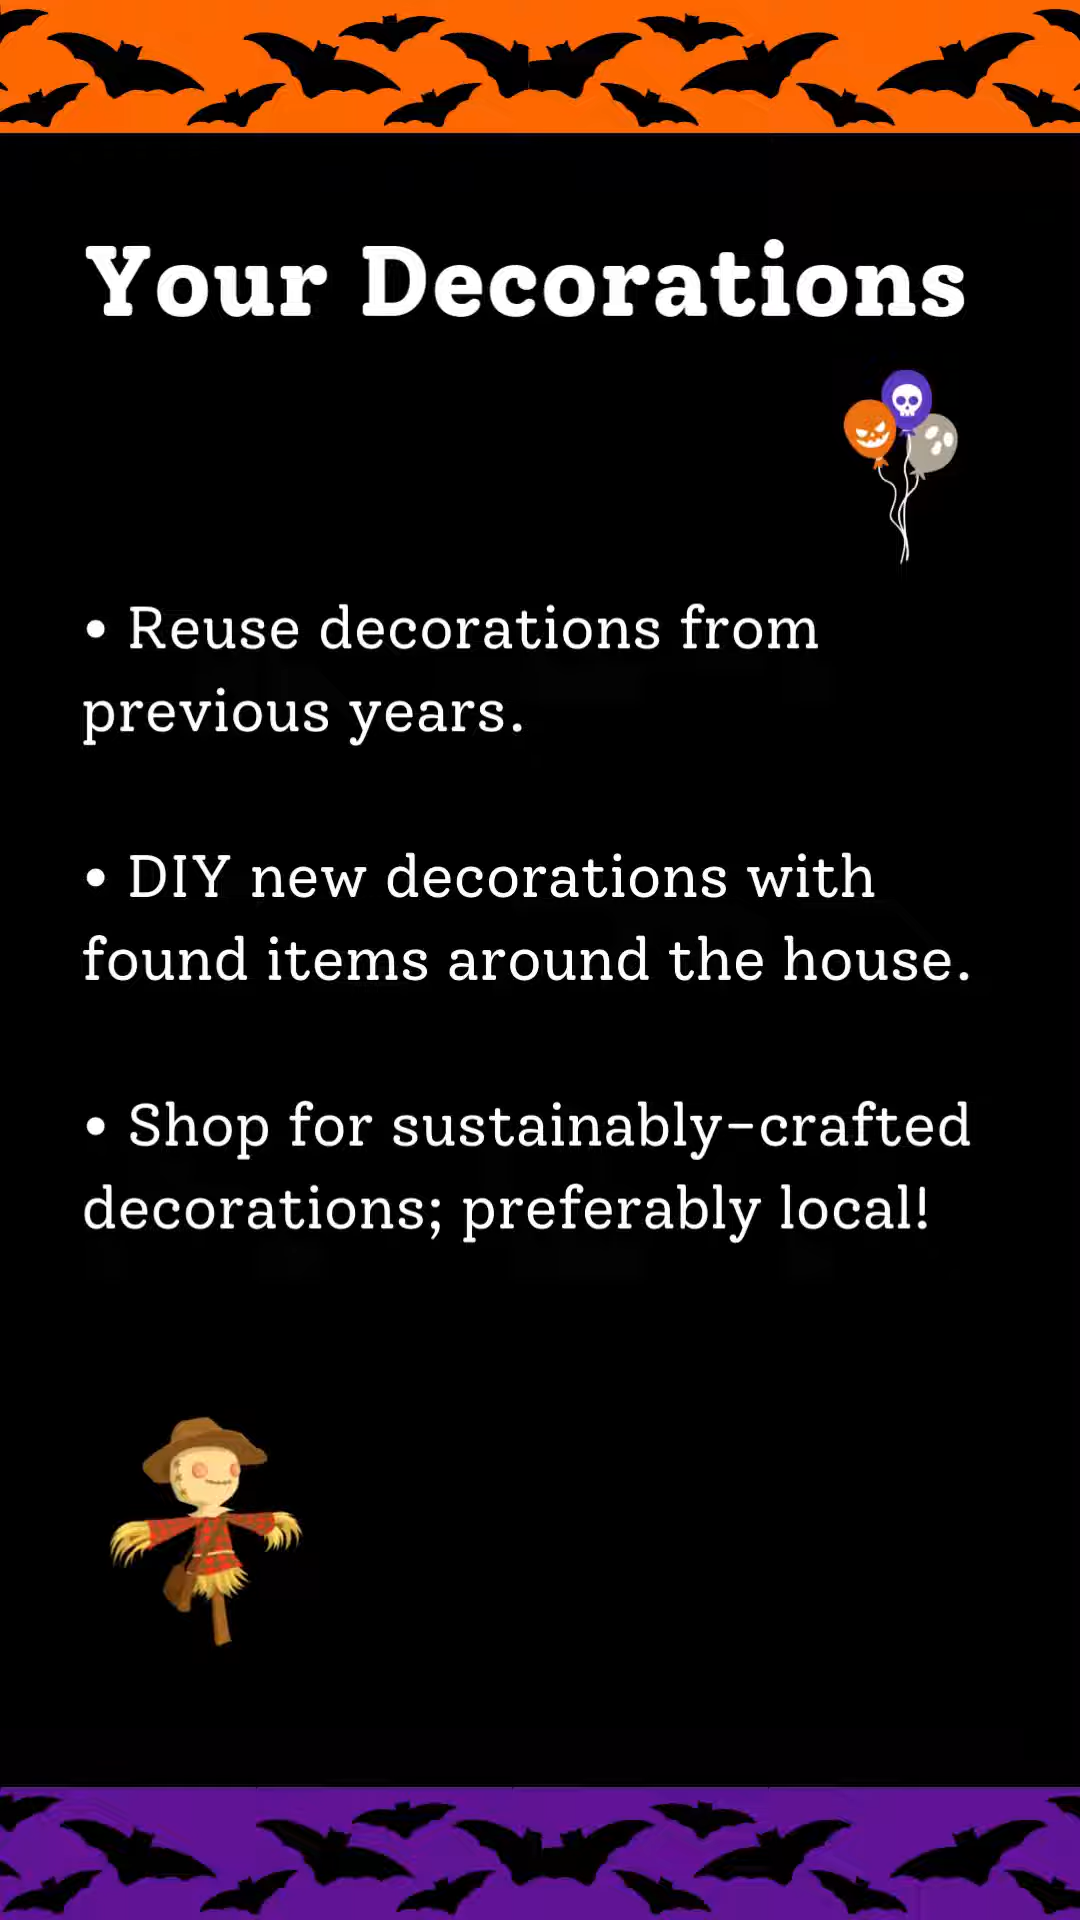 Your Decorations
• Reuse decorations from
previous years.
• DIY new decorations with
found items around the house.
• Shop for sustainably-crafted
decorations; preferably local!